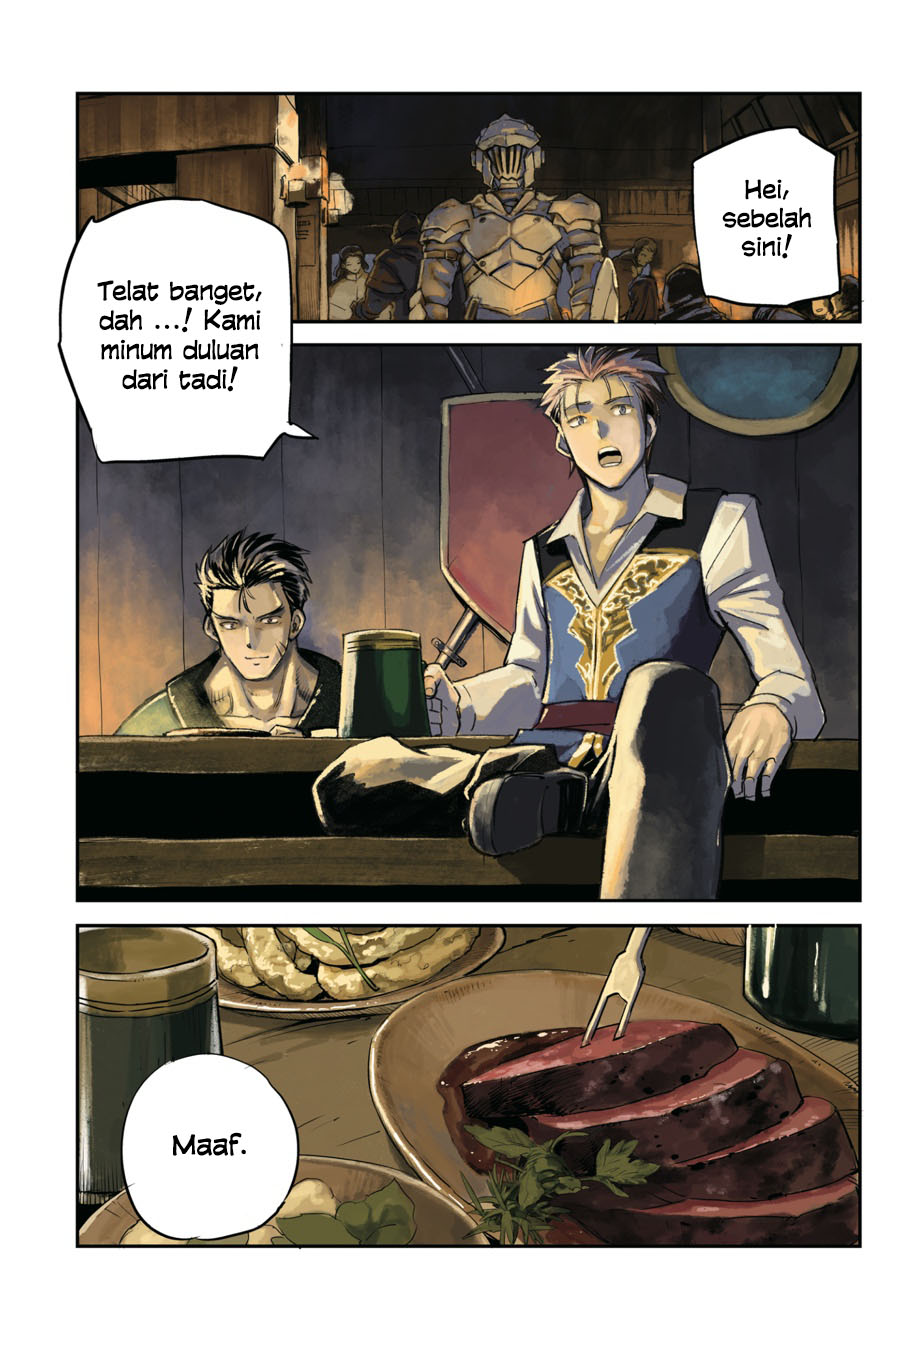 Hei,
sebelah
sini!
Telat banget,
dah ...! Kami
minum duluan
dari tadi!
Maaf.